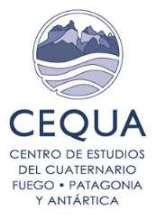 CEQUA
CENTRO DE ESTUDIOS
DEL CUATERNARIO
FUEGO • PATAGONIA
Y ANTÁRTICA